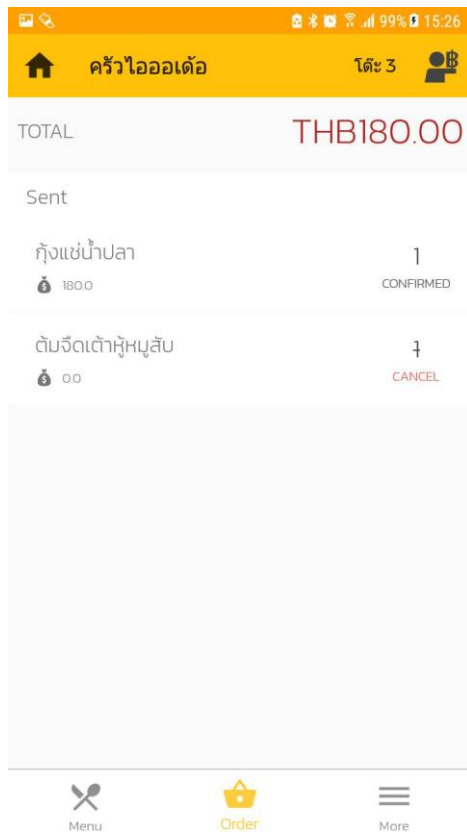 99% 15:26
ครัวไอออเด้อ โต๊ะ 3
TOTAL THB180.00
Sent
กุ้งแช่น้ำปลา 1
180.0 CONFIRMED
ต้มจืดเต้าหู้หมูสับ 1
0.0 CANCEL
Menu Order More